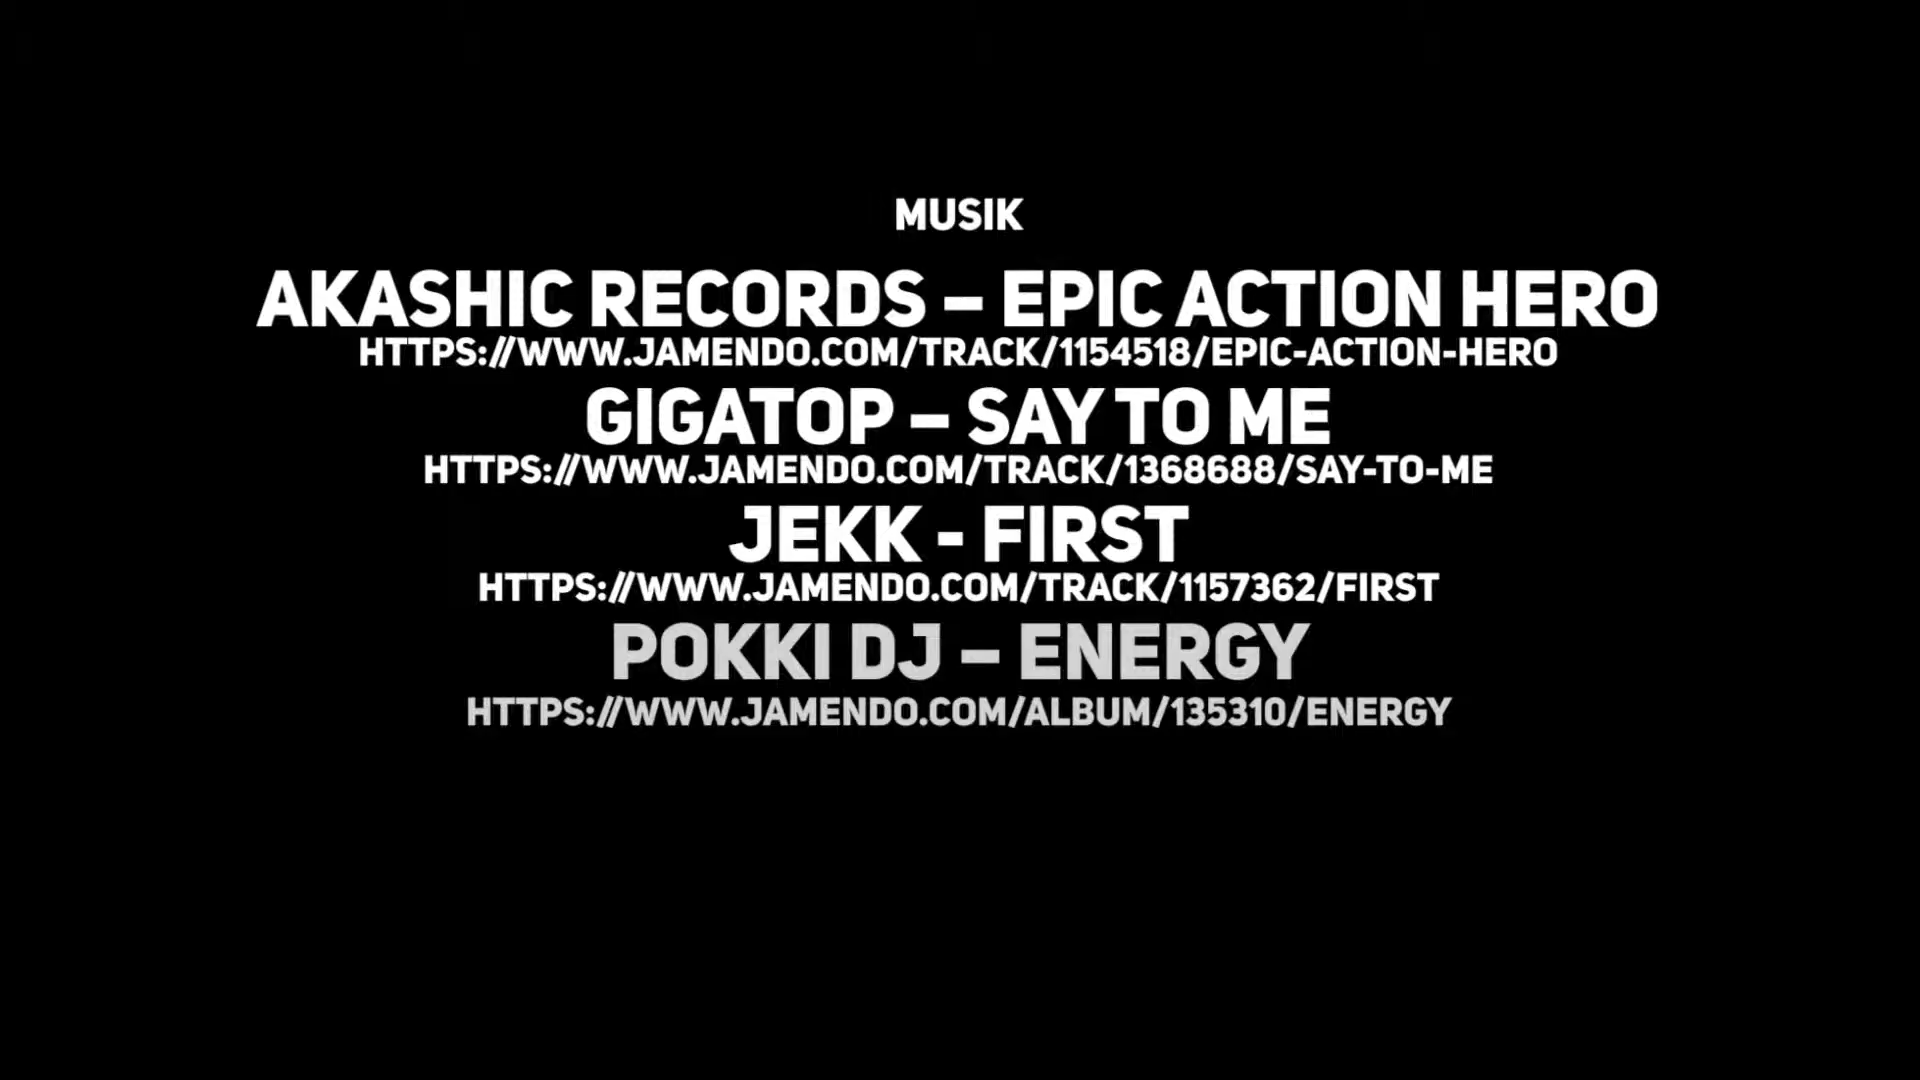 MUSIK
AKASHIC RECORDS – EPIC ACTION HERO
HTTPS://WWW.JAMENDO.COM/TRACK/1154518/EPIC-ACTION-HERO
GIGATOP – SAY TO ME
HTTPS://WWW.JAMENDO.COM/TRACK/1368688/SAY-TO-ME
JEKK - FIRST
HTTPS://WWW.JAMENDO.COM/TRACK/1157362/FIRST
POKKI DJ – ENERGY
HTTPS://WWW.JAMENDO.COM/ALBUM/135310/ENERGY